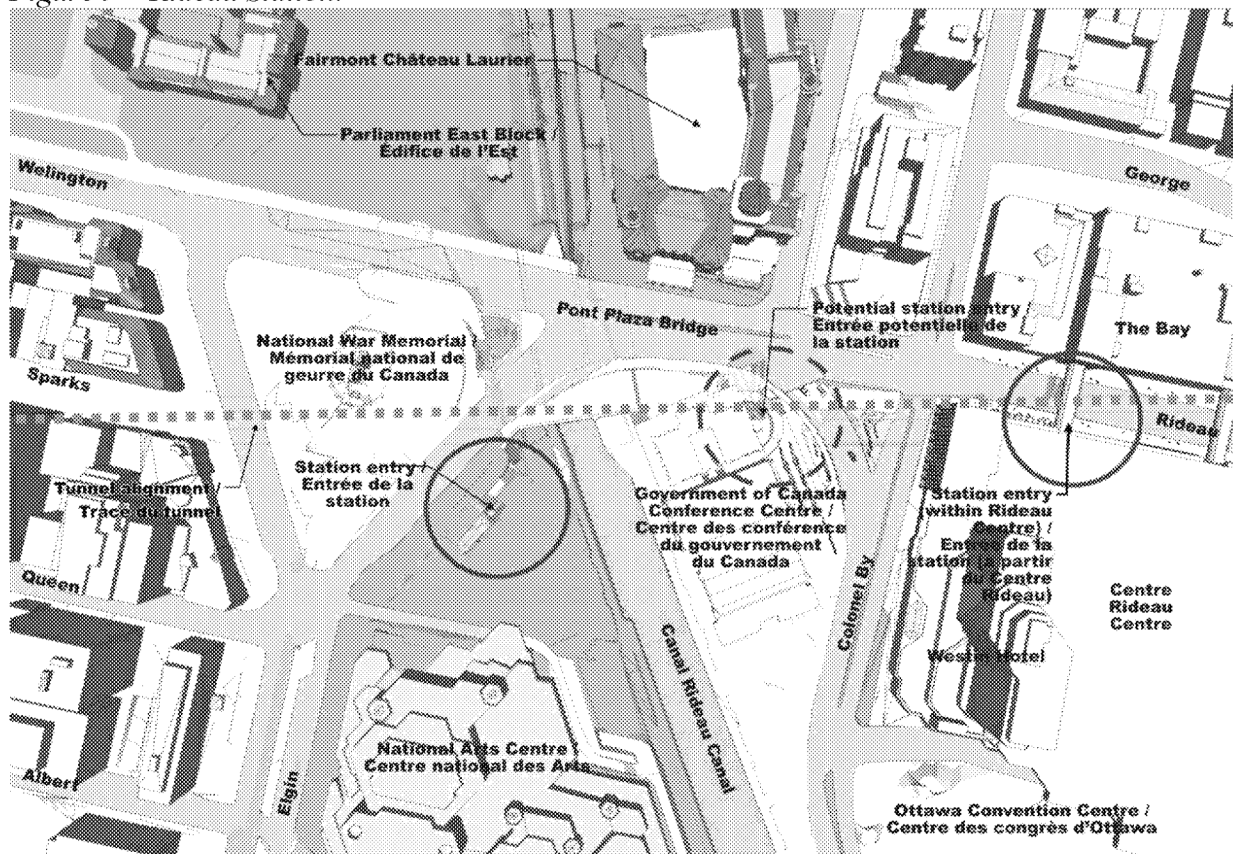 Fairmont Château Laurier
Parliament East Block /
Édifice de l'Est
Welington
George
Pont Plaza Bridge
Potential station entry
Entrée potentielle de
la station
The Bay
National War Memorial /
Mémorial national de
geurre du Canada
Sparks
Rideau
Station entry /
Entrée de la
station
Tunnel alignment /
Tracé du tunnel
Government of Canada
Conference Centre /
Centre des conférence
du gouvernement
du Canada
Station entry
(within Rideau
Centre) /
Entrée de la
station (à partir
du Centre
Rideau)
Queen
Colonel By
Centre
Rideau
Centre
Canal Rideau Canal
Westin Hotel
National Arts Centre /
Centre national des Arts
Albert
Elgin
Ottawa Convention Centre /
Centre des congrès d'Ottawa